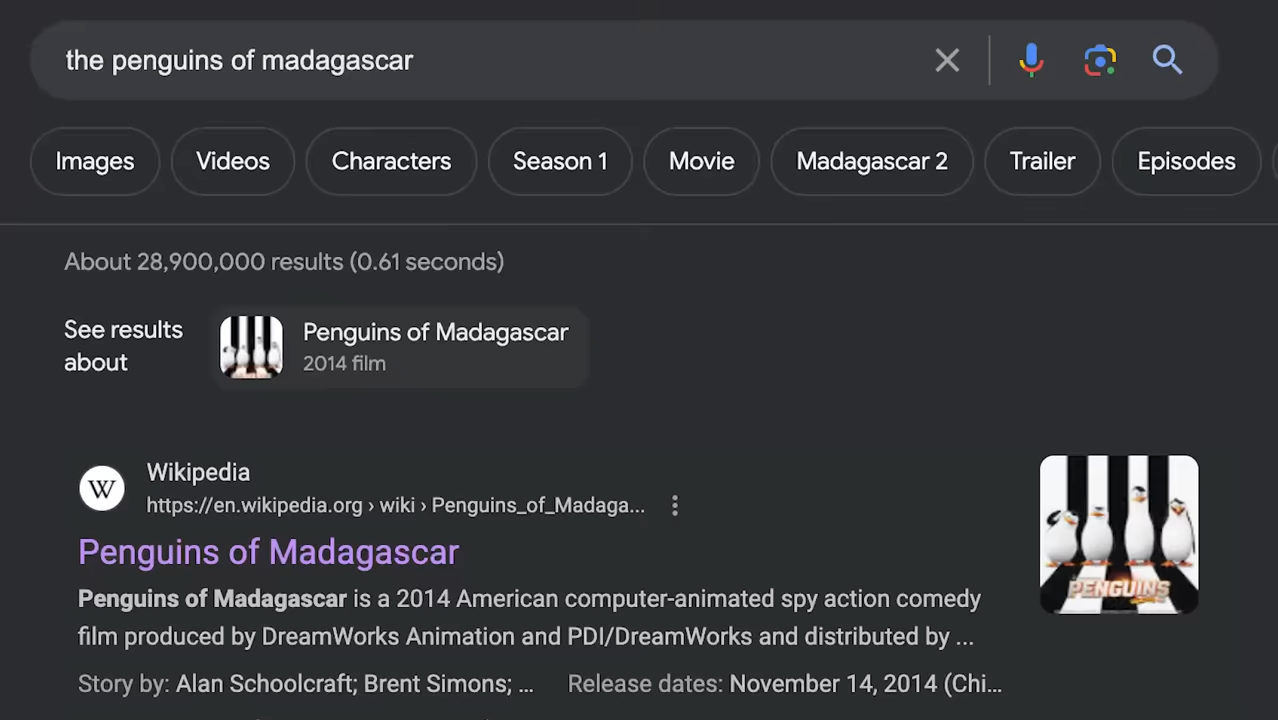 the penguins of madagascar
Images Videos Characters Season 1 Movie Madagascar 2 Trailer Episodes
About 28,900,000 results (0.61 seconds)
See results about
Penguins of Madagascar
2014 film
W
Wikipedia
https://en.wikipedia.org › wiki › Penguins_of_Madaga...
Penguins of Madagascar
Penguins of Madagascar is a 2014 American computer-animated spy action comedy
film produced by DreamWorks Animation and PDI/DreamWorks and distributed by ...
Story by: Alan Schoolcraft; Brent Simons; ... Release dates: November 14, 2014 (Chi...
PENGUINS